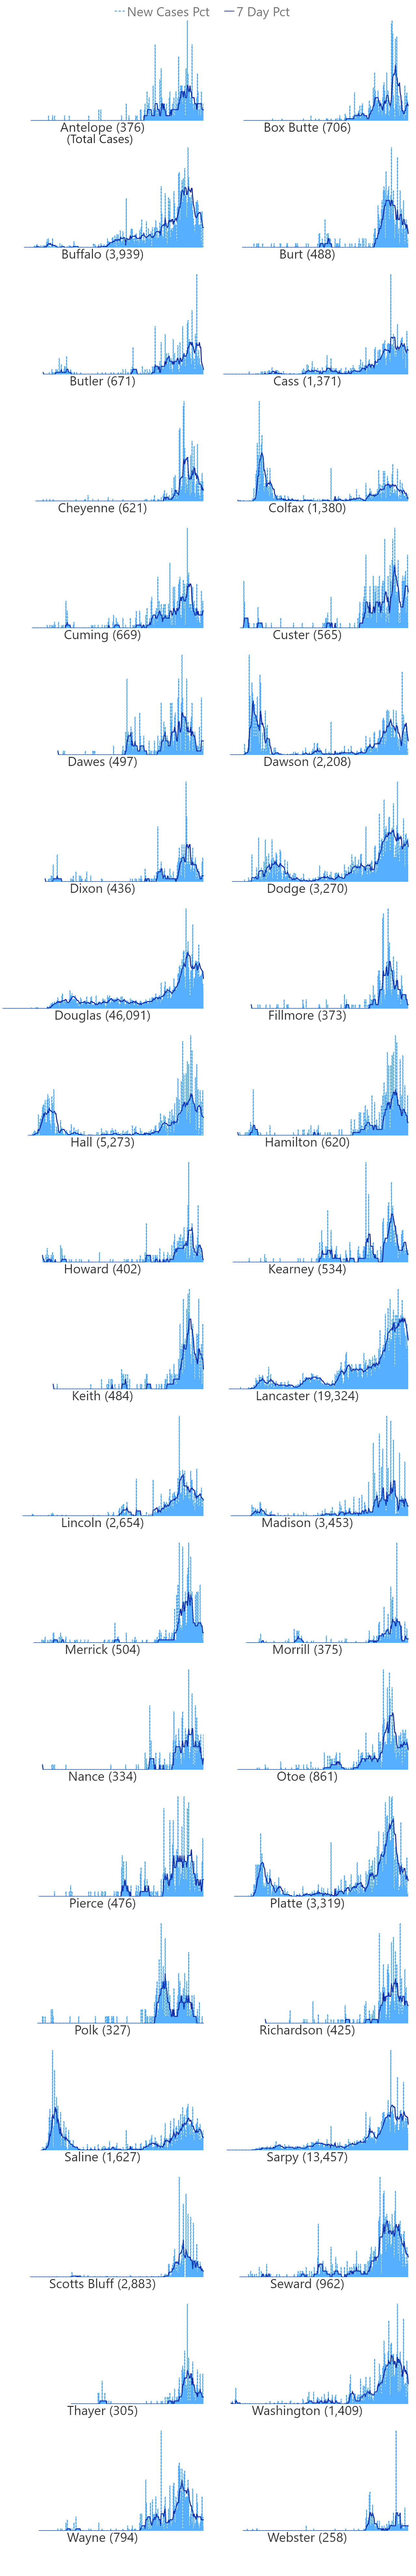 New Cases Pct 7 Day Pct
Antelope (376) Box Butte (706)
(Total Cases)
Buffalo (3,939) Burt (488)
Butler (671) Cass (1,371)
Cheyenne (621) Colfax (1,380)
Cuming (669) Custer (565)
Dawes (497) Dawson (2,208)
Dixon (436) Dodge (3,270)
Douglas (46,091) Fillmore (373)
Hall (5,273) Hamilton (620)
Howard (402) Kearney (534)
Keith (484) Lancaster (19,324)
Lincoln (2,654) Madison (3,453)
Merrick (504) Morrill (375)
Nance (334) Otoe (861)
Pierce (476) Platte (3,319)
Polk (327) Richardson (425)
Saline (1,627) Sarpy (13,457)
Scotts Bluff (2,883) Seward (962)
Thayer (305) Washington (1,409)
Wayne (794) Webster (258)